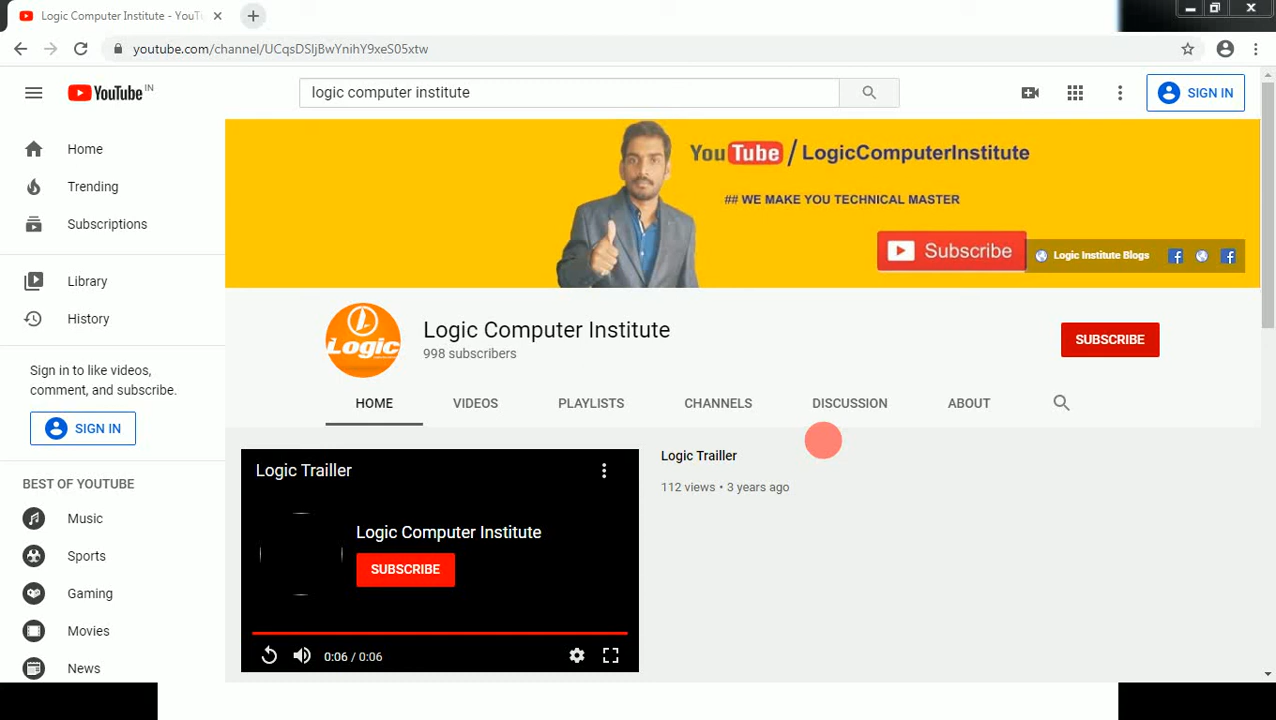 Logic Computer Institute - YouTu
youtube.com/channel/UCqsDSljBwYnihY9xeS05xtw
YouTube IN
logic computer institute
SIGN IN
Home
Trending
Subscriptions
Library
History
Sign in to like videos,
comment, and subscribe.
SIGN IN
BEST OF YOUTUBE
Music
Sports
Gaming
Movies
News
YouTube / LogicComputerInstitute
## WE MAKE YOU TECHNICAL MASTER
Subscribe
Logic Institute Blogs
Logic
Logic Computer Institute
998 subscribers
SUBSCRIBE
HOME VIDEOS PLAYLISTS CHANNELS DISCUSSION ABOUT
Logic Trailler
Logic Computer Institute
SUBSCRIBE
0:06 / 0:06
Logic Trailler
112 views • 3 years ago